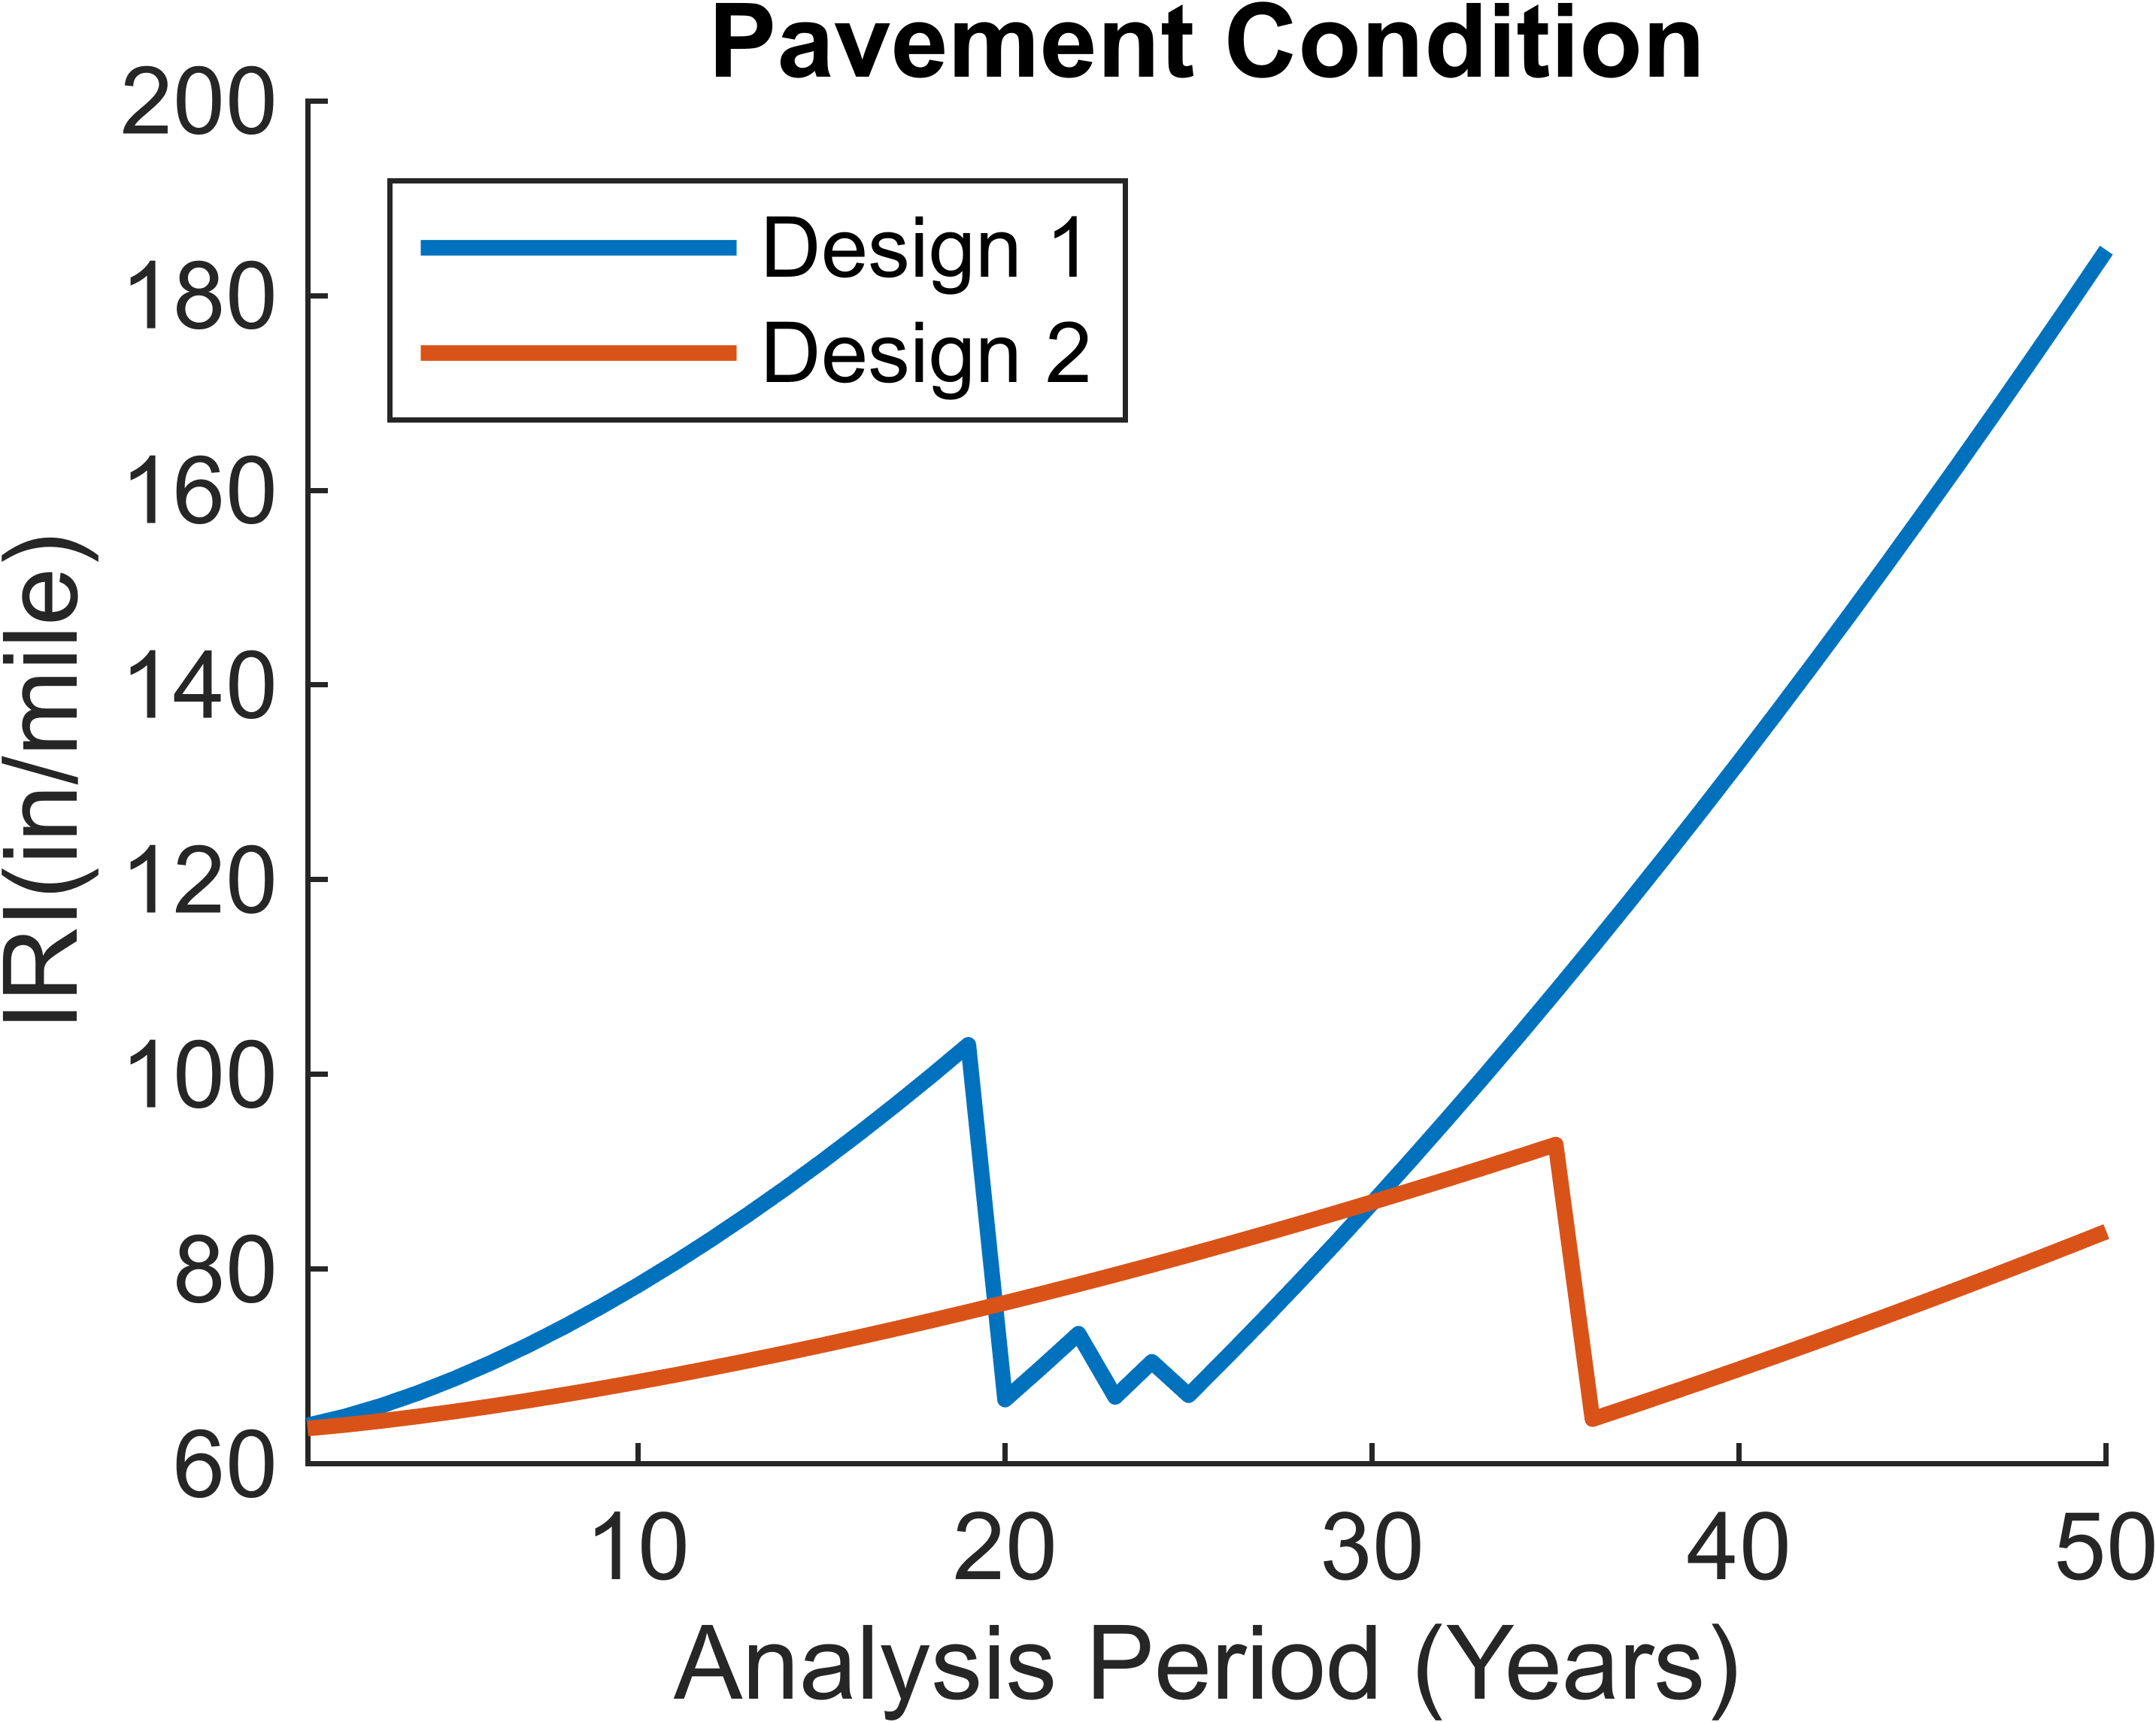 Pavement Condition
200
180
160
140
120
100
80
60
IRI(in/mile)
Design 1
Design 2
10 20 30 40 50
Analysis Period (Years)